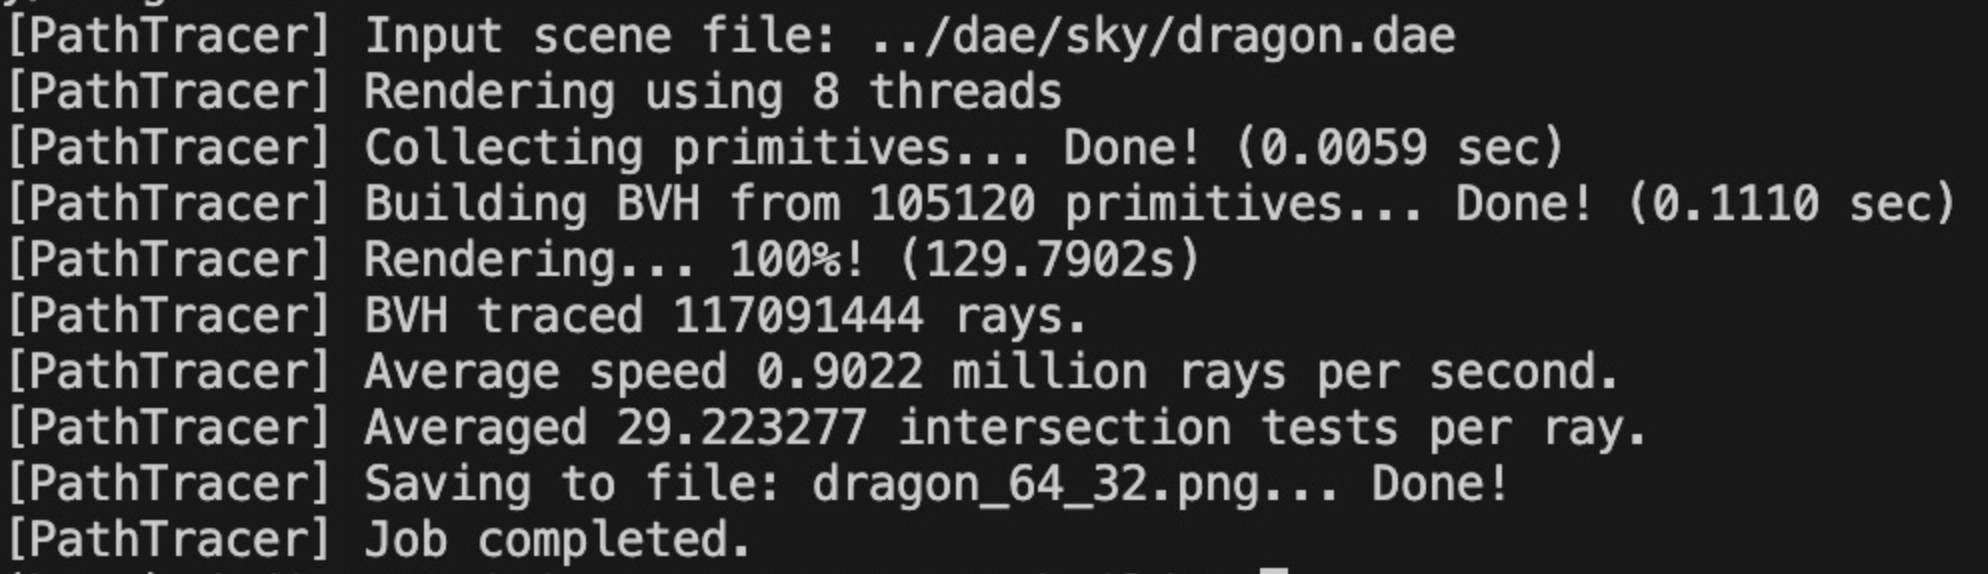 [PathTracer] Input scene file: ../dae/sky/dragon.dae
[PathTracer] Rendering using 8 threads
[PathTracer] Collecting primitives... Done! (0.0059 sec)
[PathTracer] Building BVH from 105120 primitives... Done! (0.1110 sec)
[PathTracer] Rendering... 100%! (129.7902s)
[PathTracer] BVH traced 117091444 rays.
[PathTracer] Average speed 0.9022 million rays per second.
[PathTracer] Averaged 29.223277 intersection tests per ray.
[PathTracer] Saving to file: dragon_64_32.png... Done!
[PathTracer] Job completed.